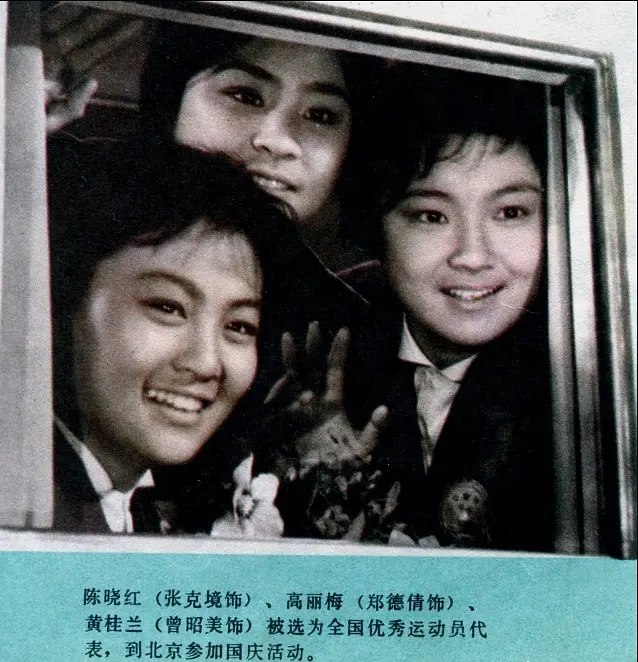 陈晓红（张克境饰）、高丽梅（郑德倩饰）、
黄桂兰（曾昭美饰）被选为全国优秀运动员代
表，到北京参加国庆活动。